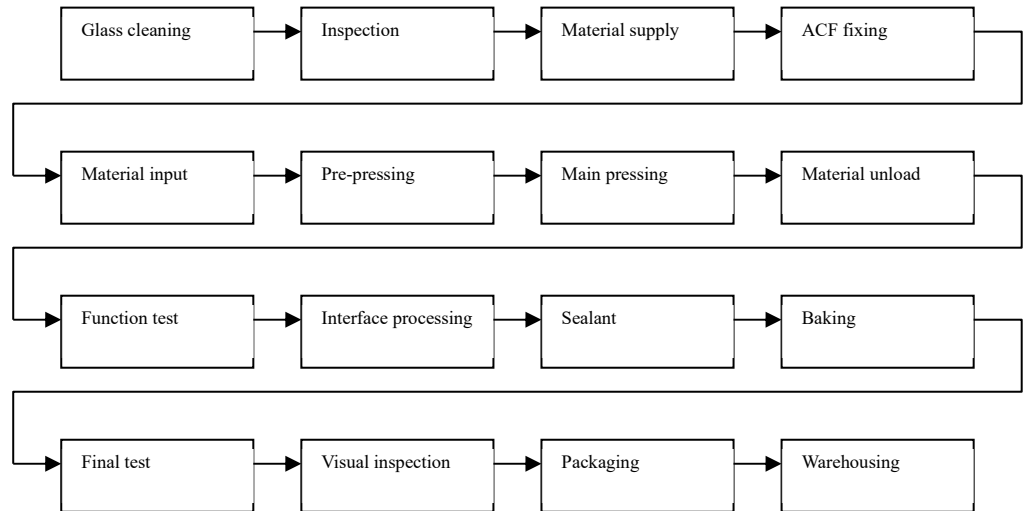 Glass cleaning
Inspection
Material supply
ACF fixing
Material input
Pre-pressing
Main pressing
Material unload
Function test
Interface processing
Sealant
Baking
Final test
Visual inspection
Packaging
Warehousing